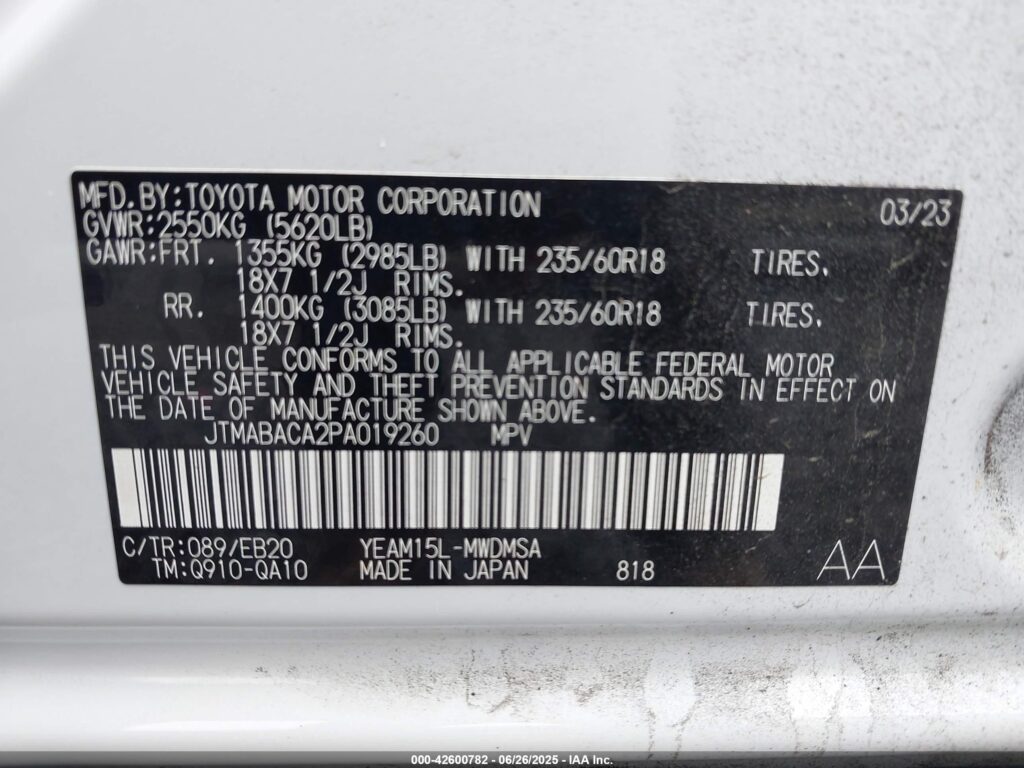 MFD.BY:TOYOTA MOTOR CORPORATION 03/23
GVWR:2550KG (5620LB)
GAWR:FRT. 1355KG (2985LB) WITH 235/60R18 TIRES.
18X7 1/2J RIMS.
RR. 1400KG (3085LB) WITH 235/60R18 TIRES.
18X7 1/2J RIMS.
THIS VEHICLE CONFORMS TO ALL APPLICABLE FEDERAL MOTOR
VEHICLE SAFETY AND THEFT PREVENTION STANDARDS IN EFFECT ON
THE DATE OF MANUFACTURE SHOWN ABOVE.
JTMABACA2PA019260 MPV
C/TR:089/EB20 YEAM15L-MWDMSA
TM:Q910-QA10 MADE IN JAPAN 818 AA
000-42600782 - 06/26/2025 - IAA Inc.